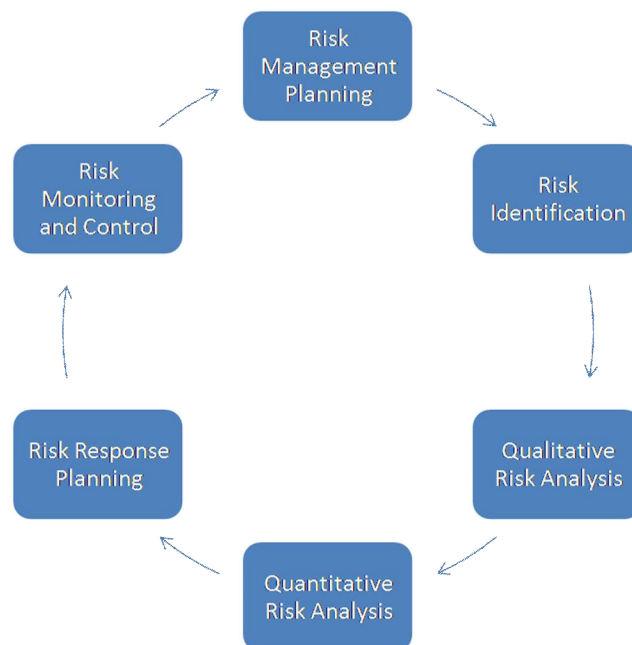 Risk
Management
Planning
Risk
Identification
Qualitative
Risk Analysis
Quantitative
Risk Analysis
Risk Response
Planning
Risk
Monitoring
and Control